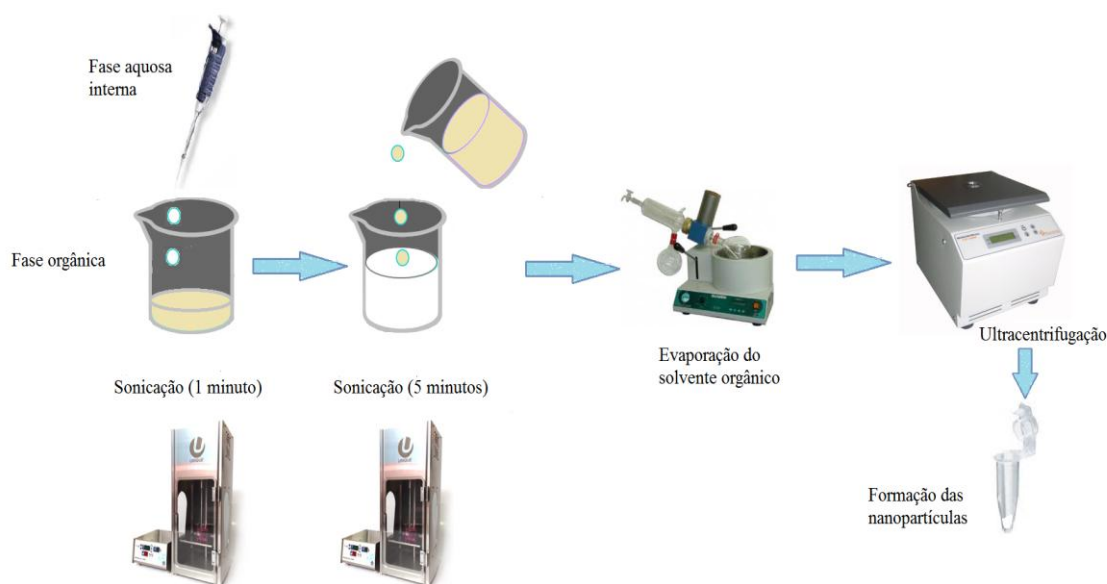 Fase aquosa
interna
Fase orgânica
Sonicação (1 minuto)
Sonicação (5 minutos)
Evaporação do
solvente orgânico
Ultracentrifugação
Formação das
nanopartículas